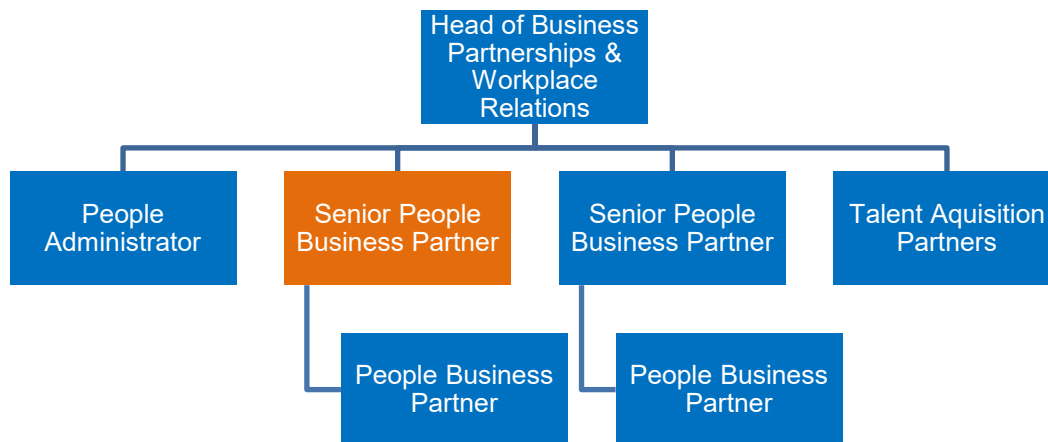 Head of Business
Partnerships &
Workplace
Relations
People
Administrator
Senior People
Business Partner
Senior People
Business Partner
Talent Aquisition
Partners
People Business
Partner
People Business
Partner